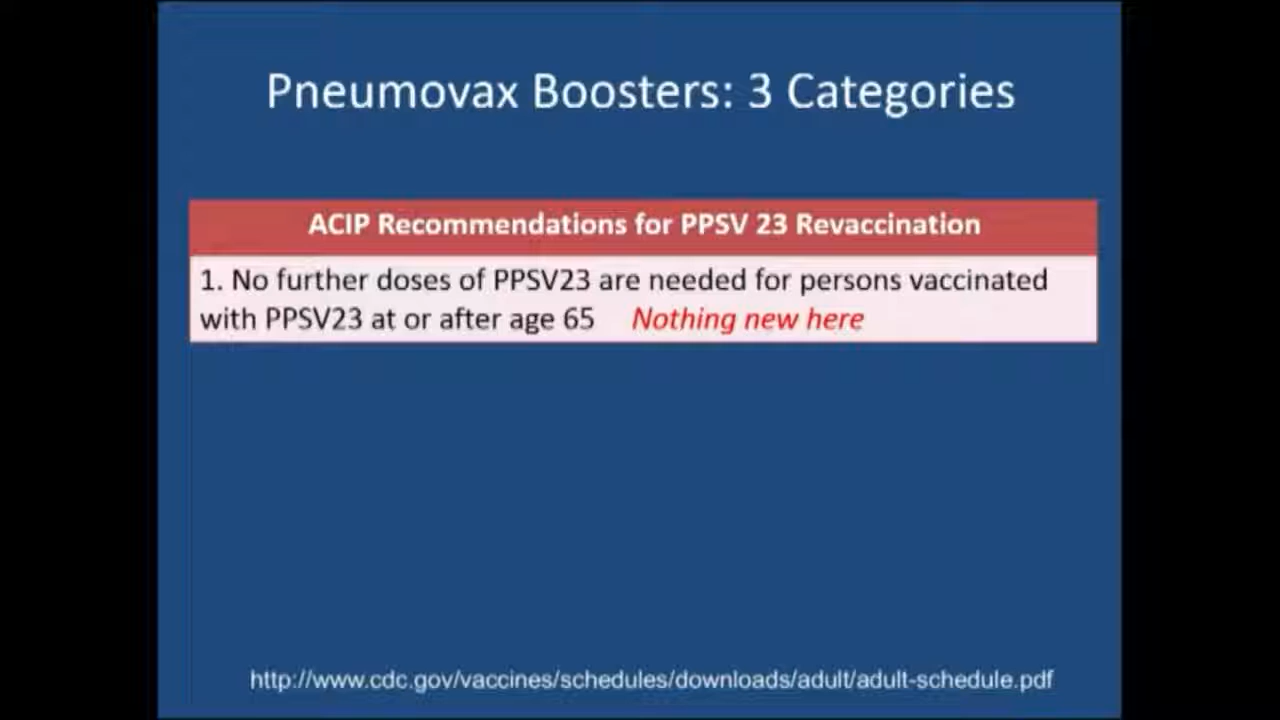 Pneumovax Boosters: 3 Categories
ACIP Recommendations for PPSV 23 Revaccination
1. No further doses of PPSV23 are needed for persons vaccinated
with PPSV23 at or after age 65 Nothing new here
http://www.cdc.gov/vaccines/schedules/downloads/adult/adult-schedule.pdf